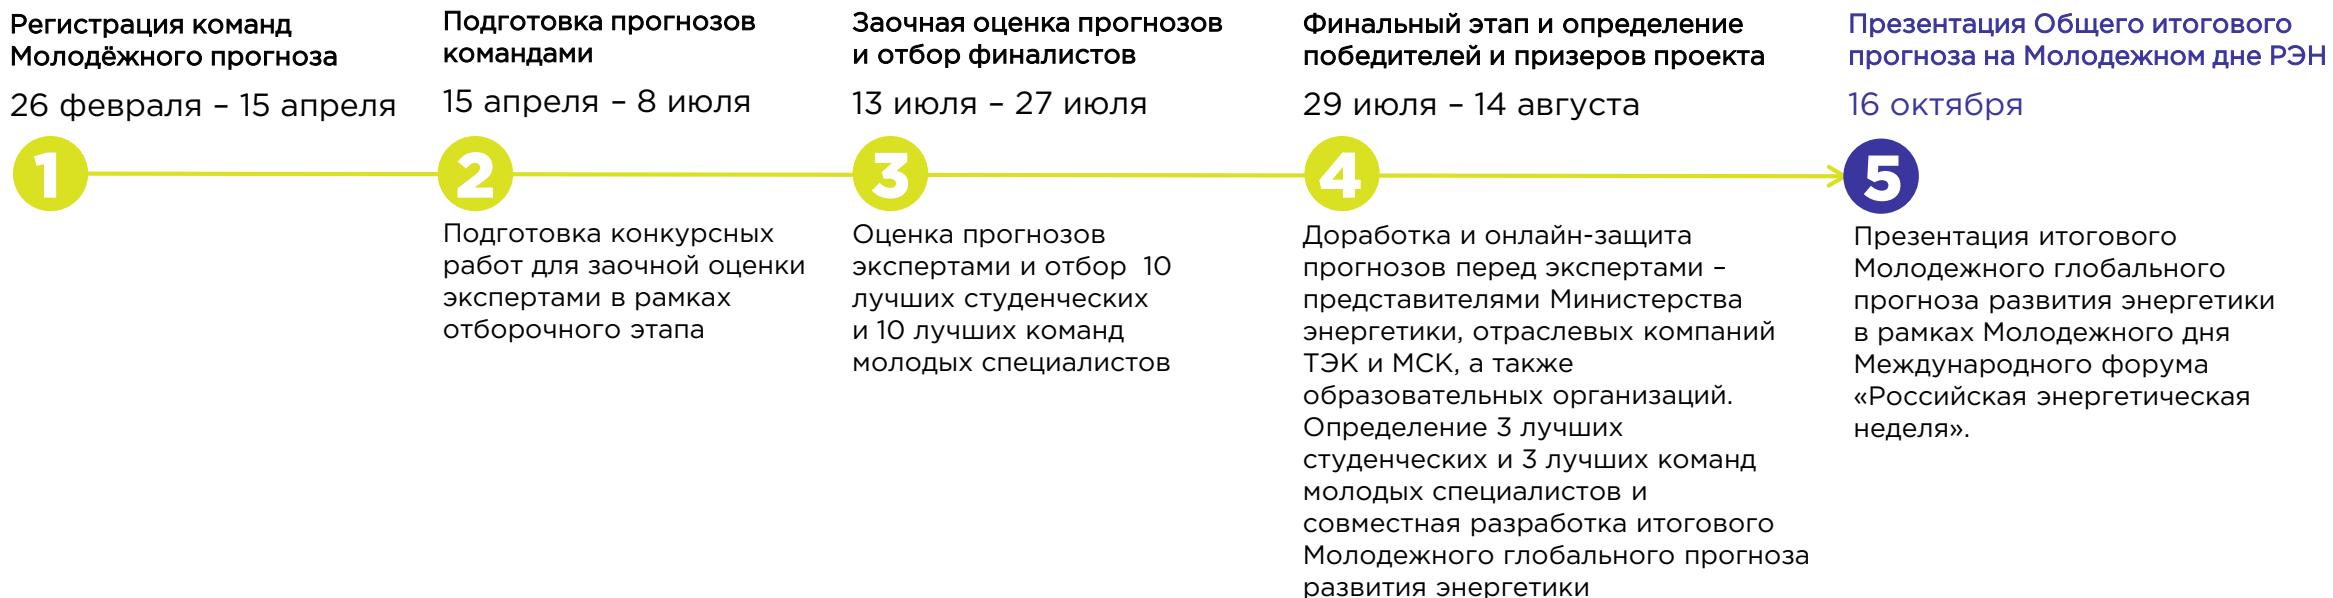 Регистрация команд
Молодёжного прогноза
26 февраля – 15 апреля
1
Подготовка прогнозов
командами
15 апреля – 8 июля
2
Подготовка конкурсных
работ для заочной оценки
экспертами в рамках
отборочного этапа
Заочная оценка прогнозов
и отбор финалистов
13 июля – 27 июля
3
Оценка прогнозов
экспертами и отбор 10
лучших студенческих
и 10 лучших команд
молодых специалистов
Финальный этап и определение
победителей и призеров проекта
29 июля – 14 августа
4
Доработка и онлайн-защита
прогнозов перед экспертами –
представителями Министерства
энергетики, отраслевых компаний
ТЭК и МСК, а также
образовательных организаций.
Определение 3 лучших
студенческих и 3 лучших команд
молодых специалистов и
совместная разработка итогового
Молодежного глобального прогноза
развития энергетики
Презентация Общего итогового
прогноза на Молодежном дне РЭН
16 октября
5
Презентация итогового
Молодежного глобального
прогноза развития энергетики
в рамках Молодежного дня
Международного форума
«Российская энергетическая
неделя».